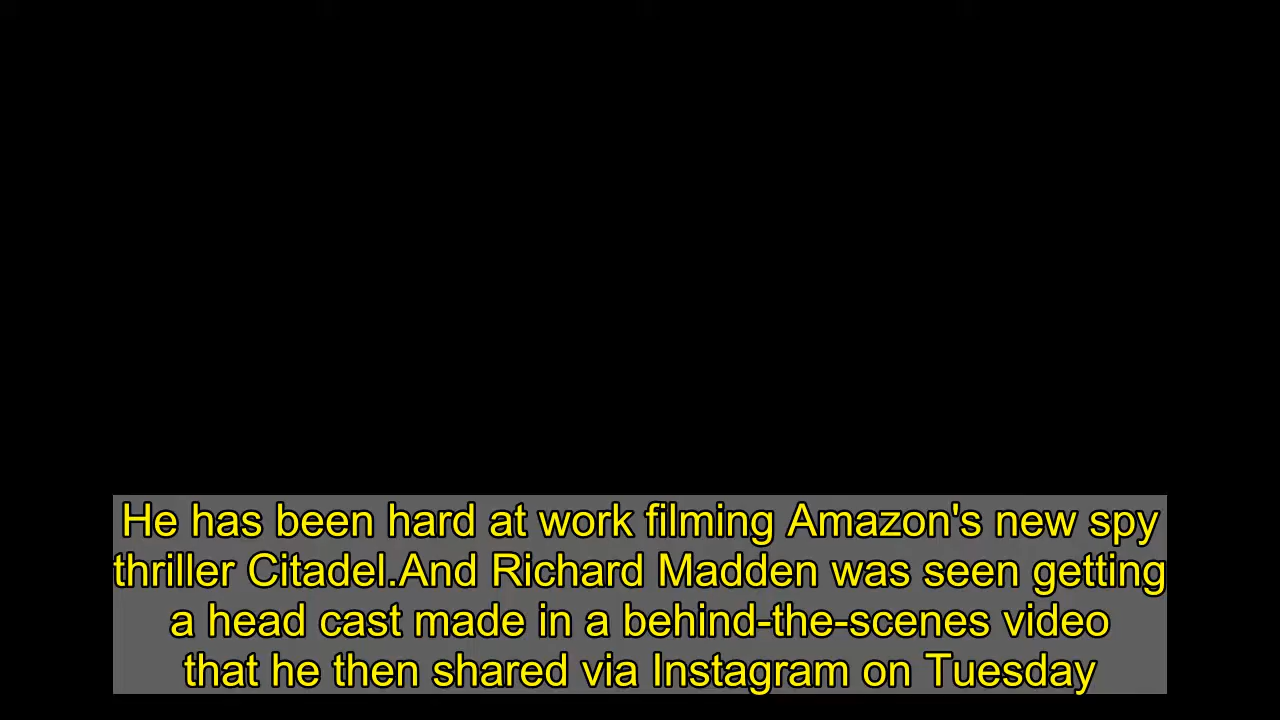 He has been hard at work filming Amazon's new spy
thriller Citadel.And Richard Madden was seen getting
a head cast made in a behind-the-scenes video
that he then shared via Instagram on Tuesday